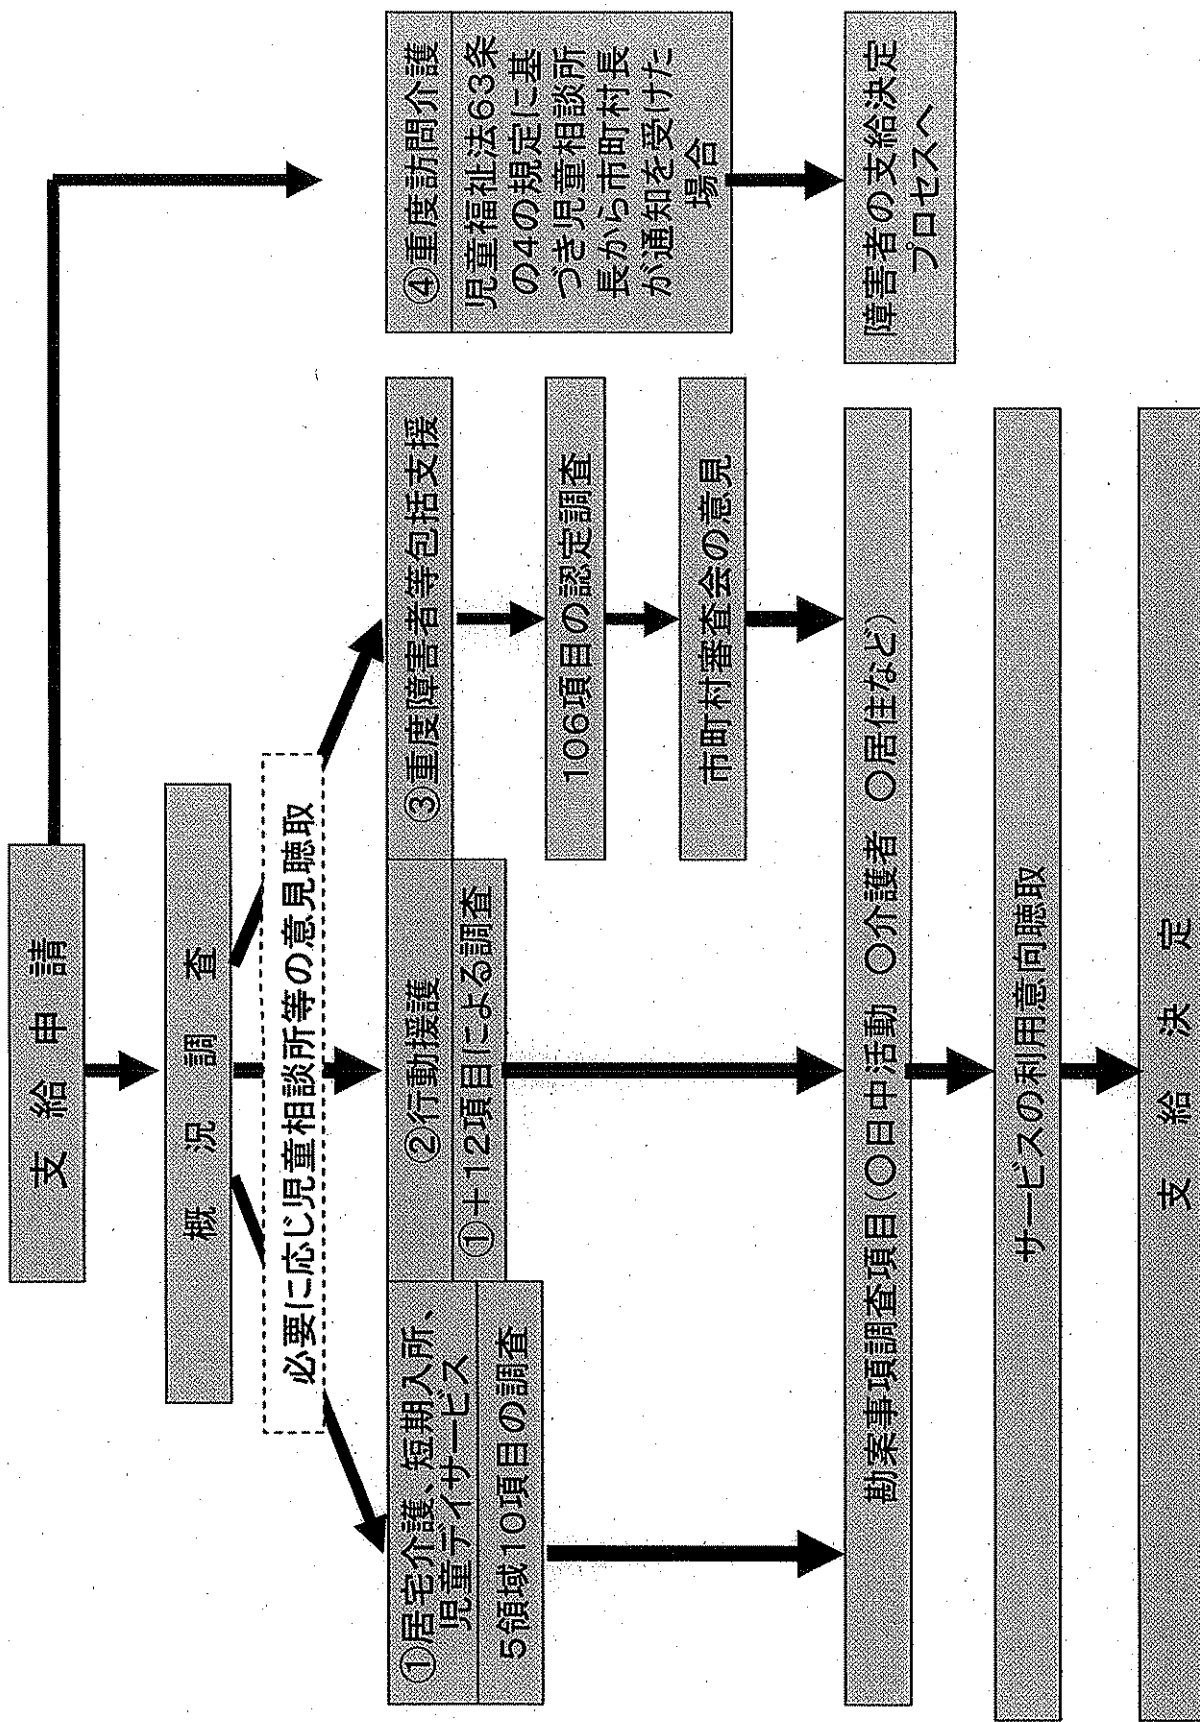 支給申請
概況調査
必要に応じ児童相談所等の意見聴取
①居宅介護、短期入所、
児童デイサービス
5領域10項目の調査
②行動援護
①+12項目による調査
③重度障害者等包括支援
106項目の認定調査
市町村審査会の意見
④重度訪問介護
児童福祉法63条
の4の規定に基
づき児童相談所
長から市町村長
が通知を受けた
場合
障害者の支給決定
プロセスへ
勘案事項調査項目(〇日中活動 〇介護者 〇居住など)
サービスの利用意向聴取
支給決定